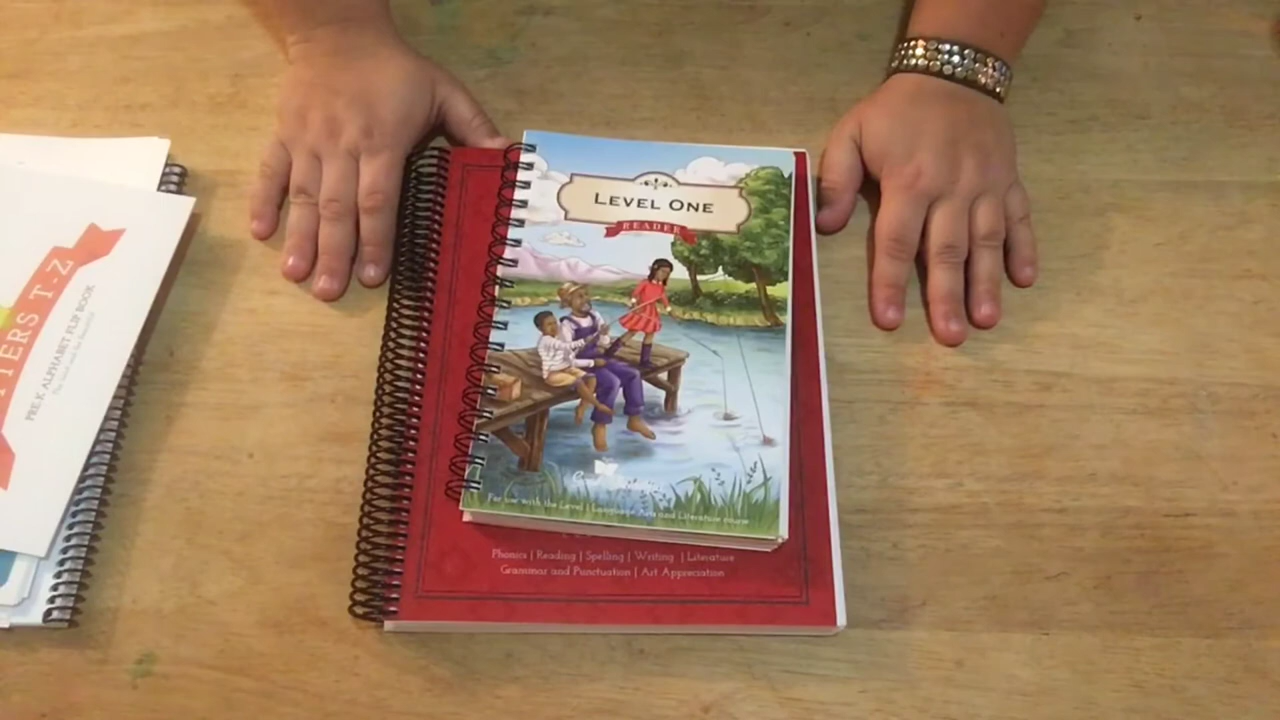 TIERS T-Z
PRE-K ALPHABET FLIP BOOK
LEVEL ONE
READER
For use with the Level 1 Language Arts and Literature course
Phonics | Reading | Spelling | Writing | Literature
Grammar and Punctuation | Art Appreciation